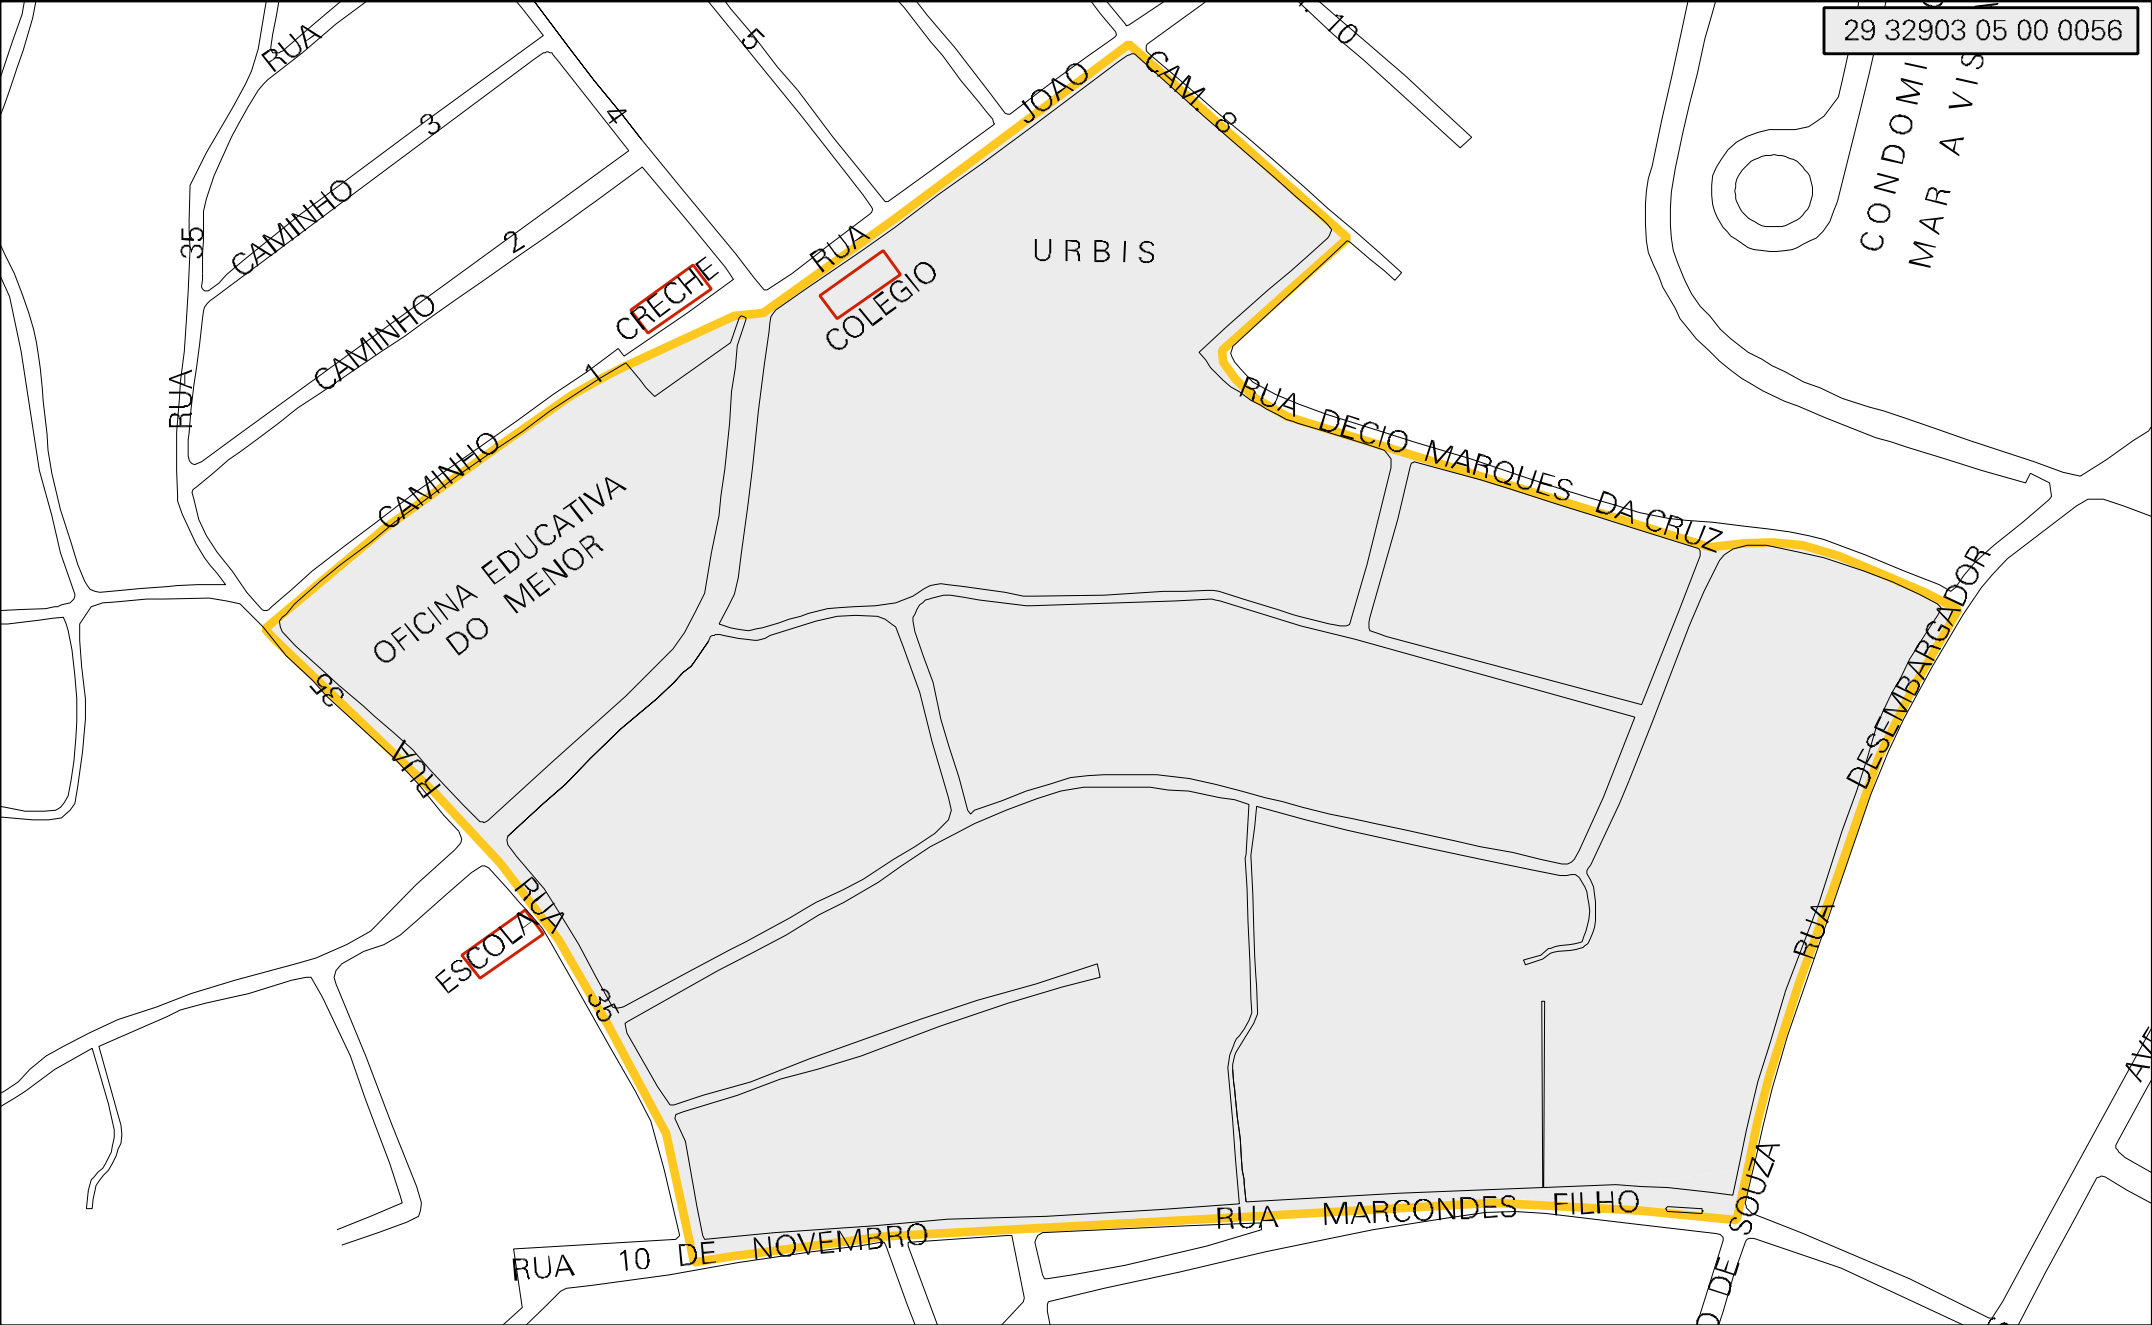 29 32903 05 00 0056
RUA
35
RUA
CAMINHO 3
CAMINHO 2
CAMINHO 1
4
5
10
CRECHE
RUA JOAO
CAM. 8
COLEGIO
URBIS
CONDOMI
MAR A VIS
RUA DECIO MARQUES DA CRUZ
OFICINA EDUCATIVA
DO MENOR
35
RUA
RUA
35
ESCOLA
RUA DESEMBARGADOR
RUA 10 DE NOVEMBRO
RUA MARCONDES FILHO
DE SOUZA
AVE